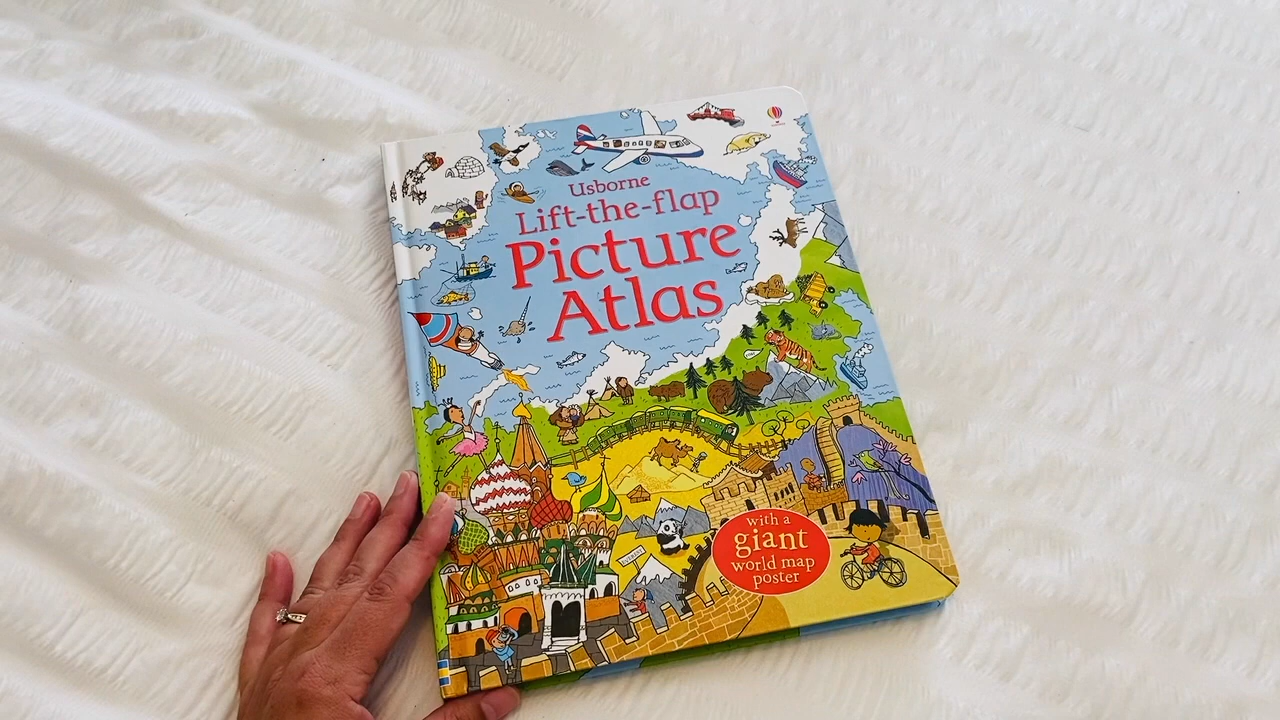 Usborne
Lift-the-flap
Picture
Atlas
with a
giant
world map
poster